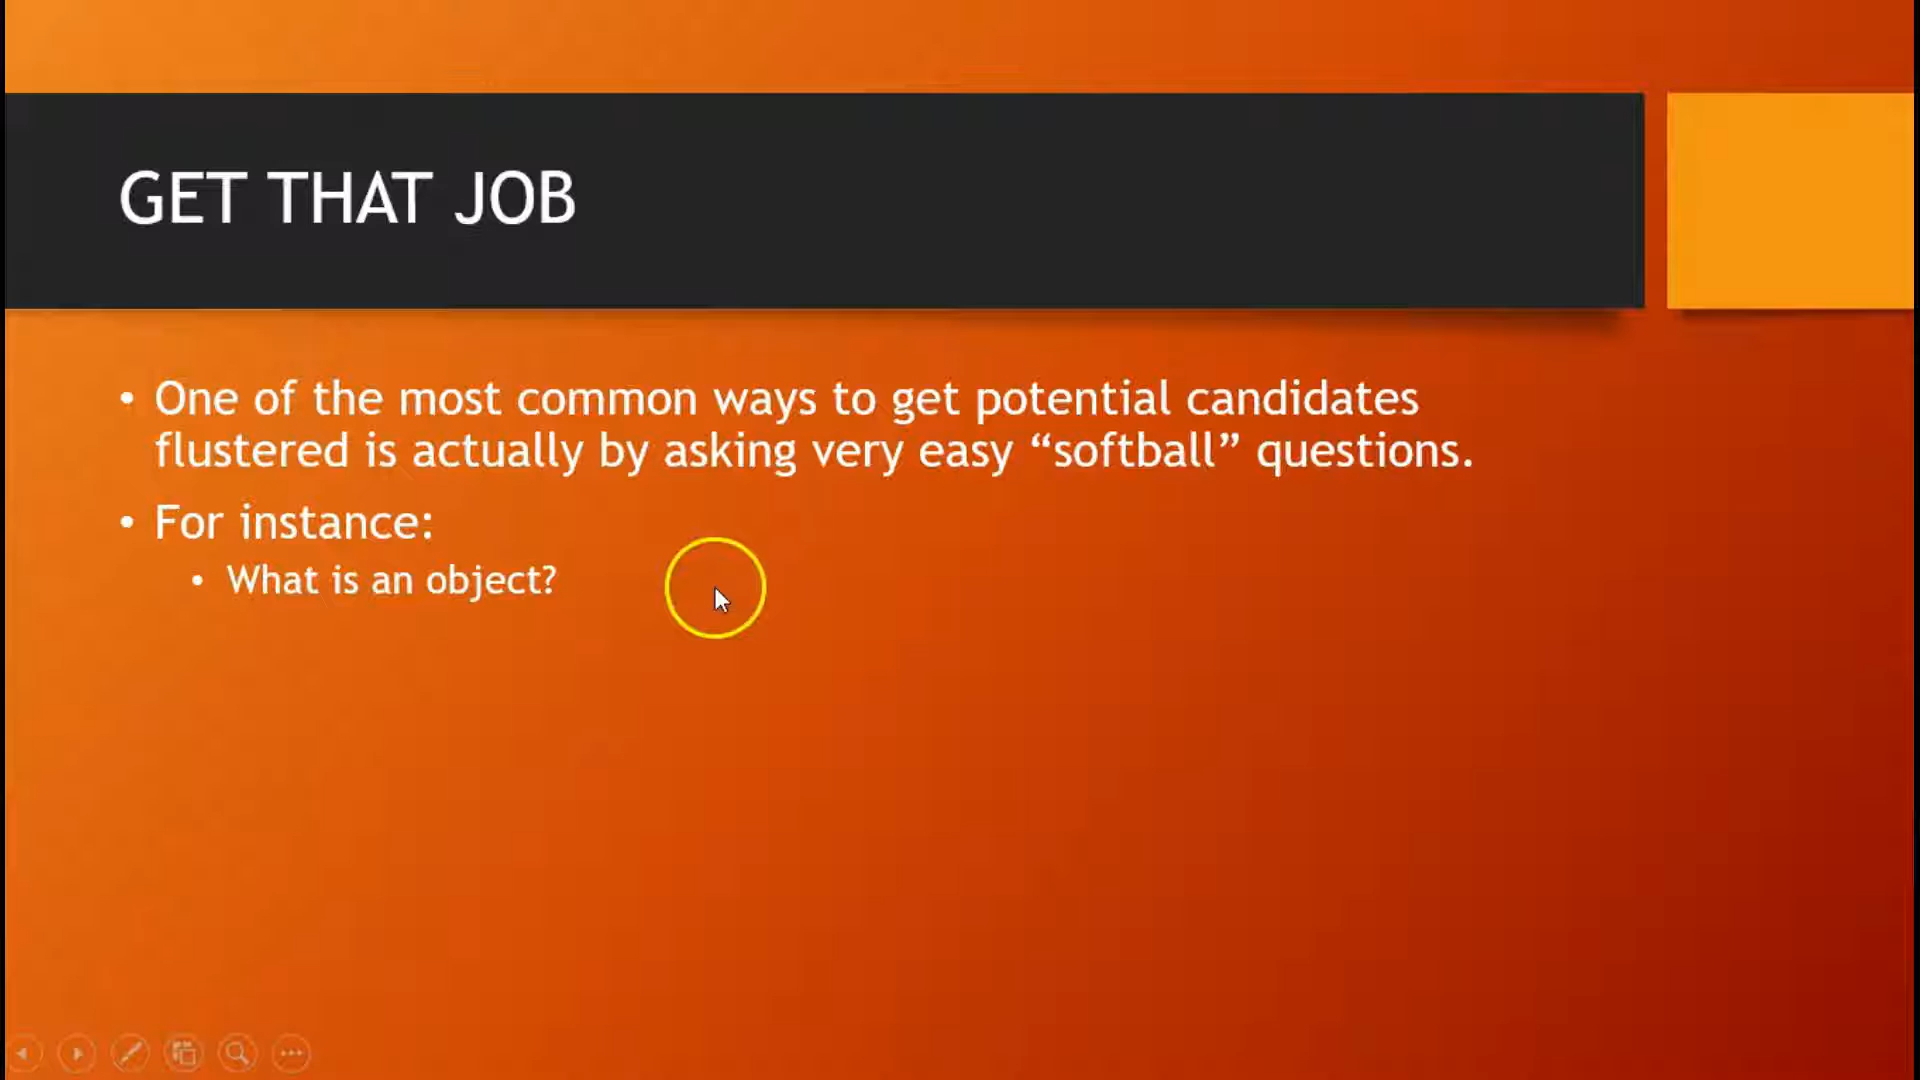 GET THAT JOB
• One of the most common ways to get potential candidates
flustered is actually by asking very easy “softball” questions.
• For instance:
• What is an object?